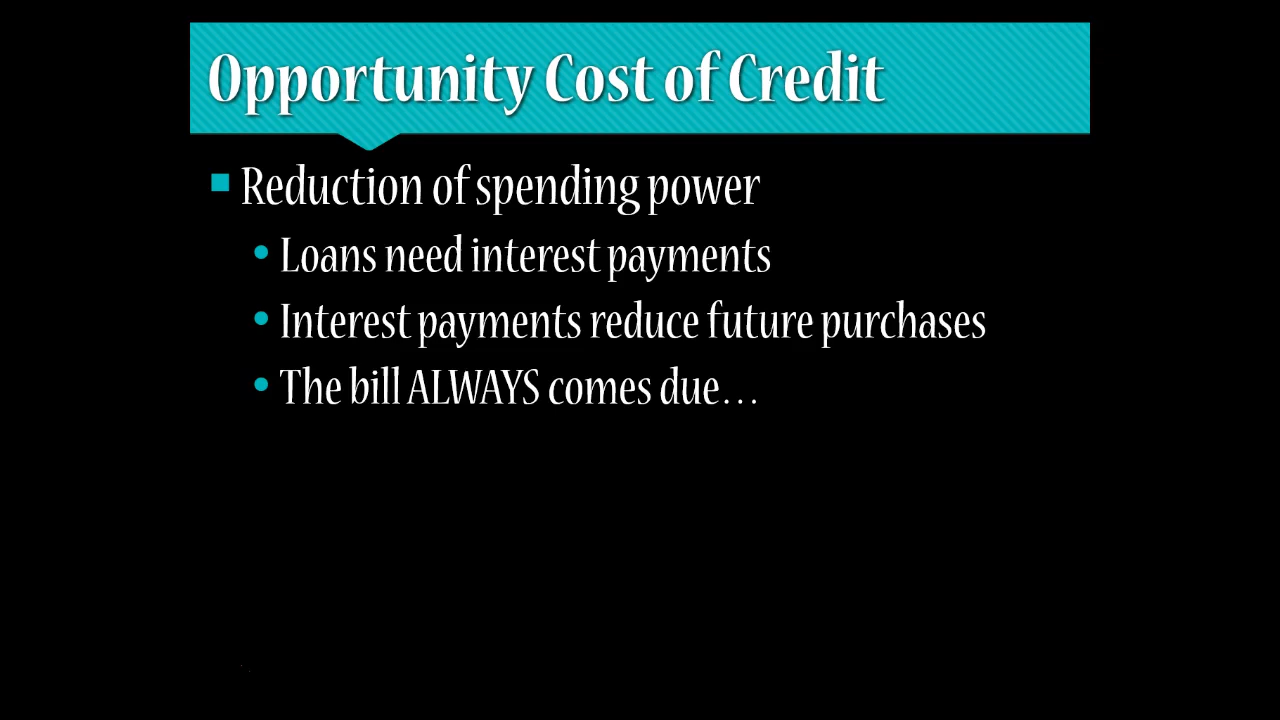 Opportunity Cost of Credit
Reduction of spending power
Loans need interest payments
Interest payments reduce future purchases
The bill ALWAYS comes due…